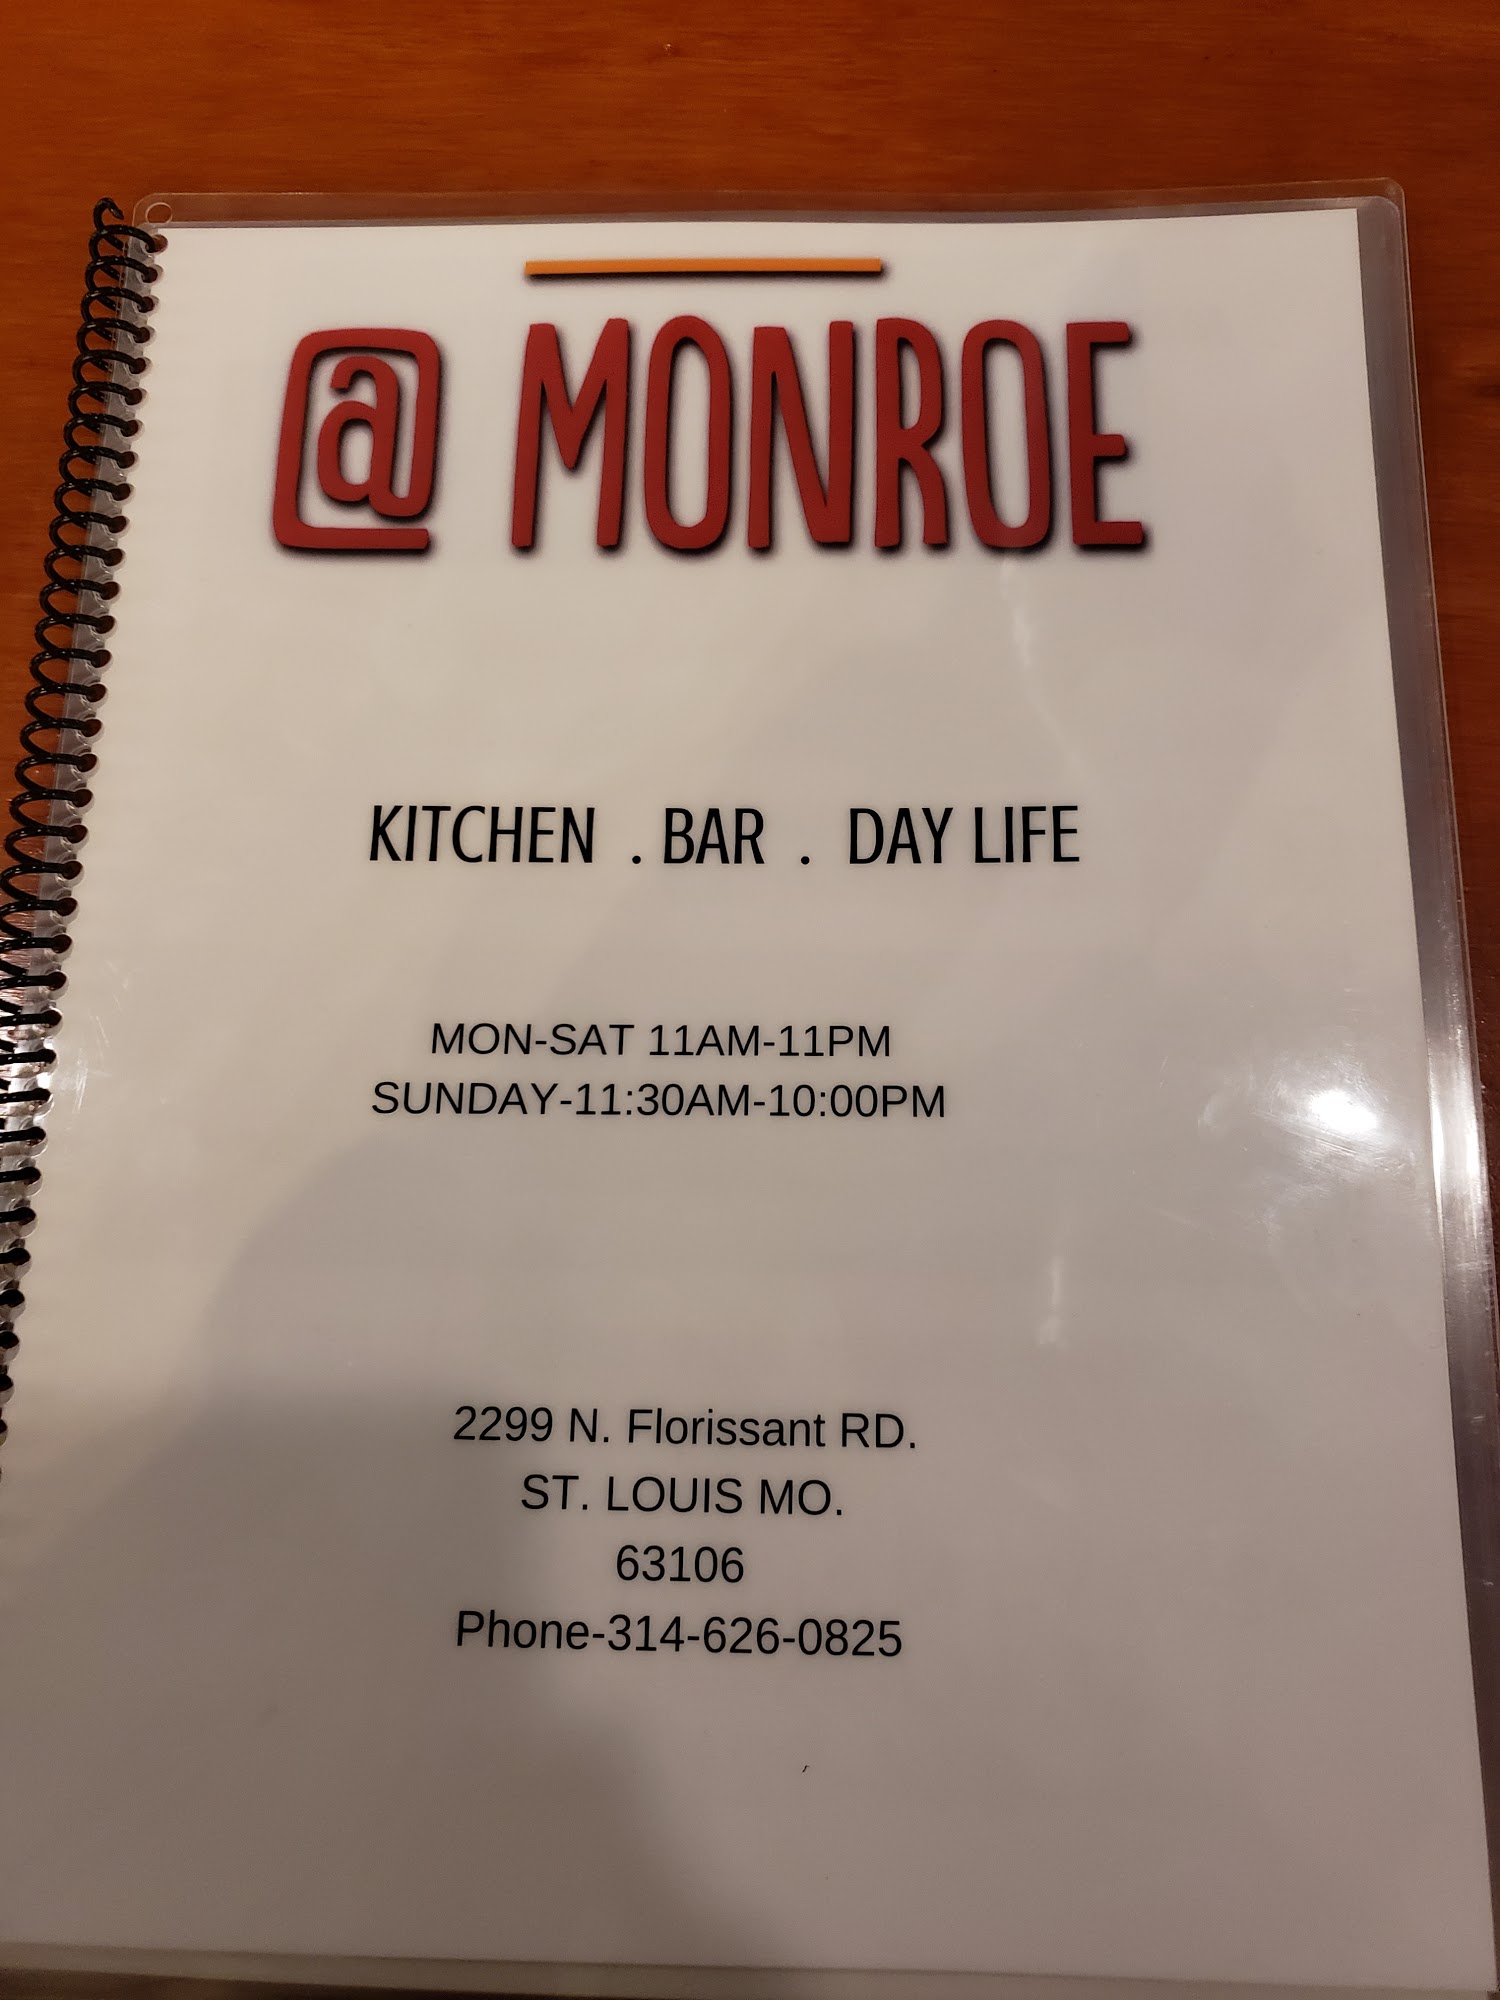 @ MONROE
KITCHEN . BAR . DAY LIFE
MON-SAT 11AM-11PM
SUNDAY-11:30AM-10:00PM
2299 N. Florissant RD.
ST. LOUIS MO.
63106
Phone-314-626-0825